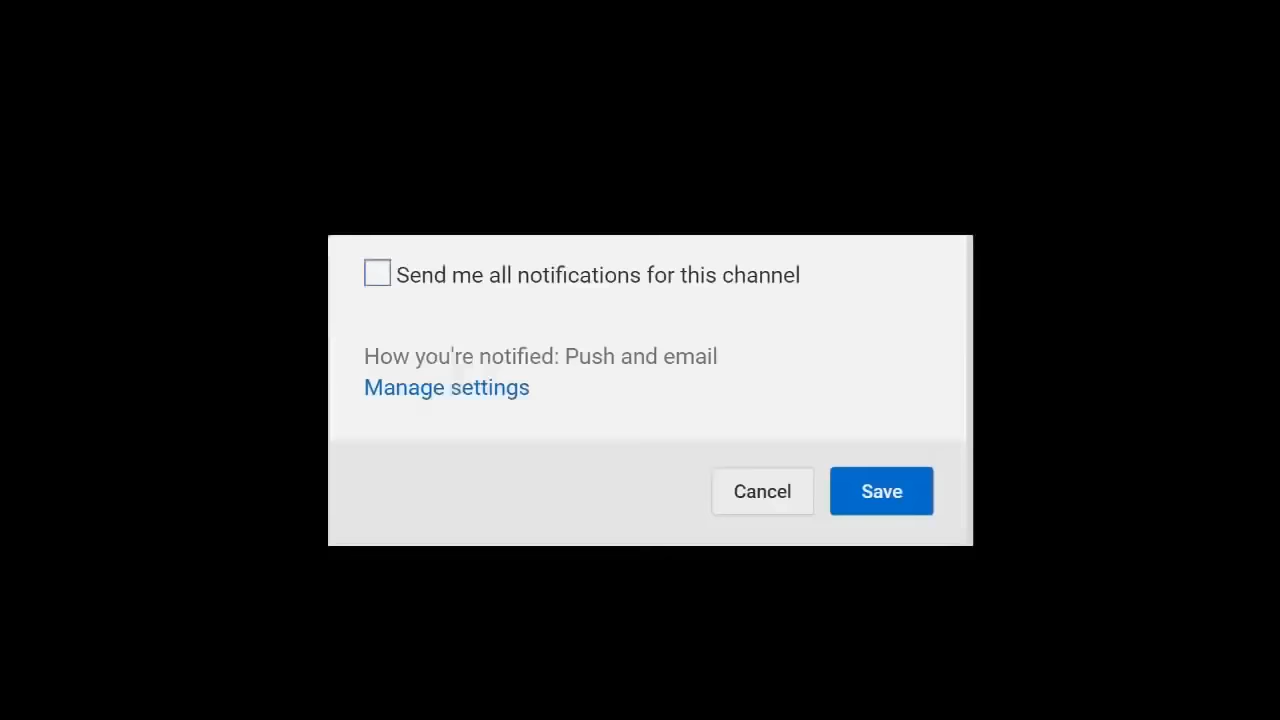 Send me all notifications for this channel
How you're notified: Push and email
Manage settings
Cancel Save